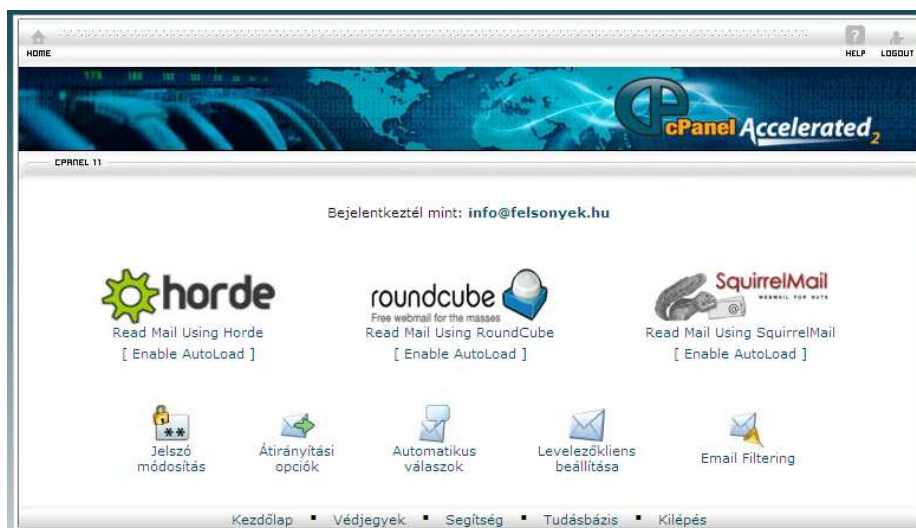 HOME
HELP LOGOUT
cPanel Accelerated2
CPANEL 11
Bejelentkeztél mint: info@felsonyek.hu
horde
Read Mail Using Horde
[ Enable AutoLoad ]
roundcube
Free webmail for the masses
Read Mail Using RoundCube
[ Enable AutoLoad ]
SquirrelMail
WEBMAIL FOR NUTS
Read Mail Using SquirrelMail
[ Enable AutoLoad ]
Jelszó
módosítás
Átirányítási
opciók
Automatikus
válaszok
Levelezőkliens
beállítása
Email Filtering
Kezdőlap ▪ Védjegyek ▪ Segítség ▪ Tudásbázis ▪ Kilépés